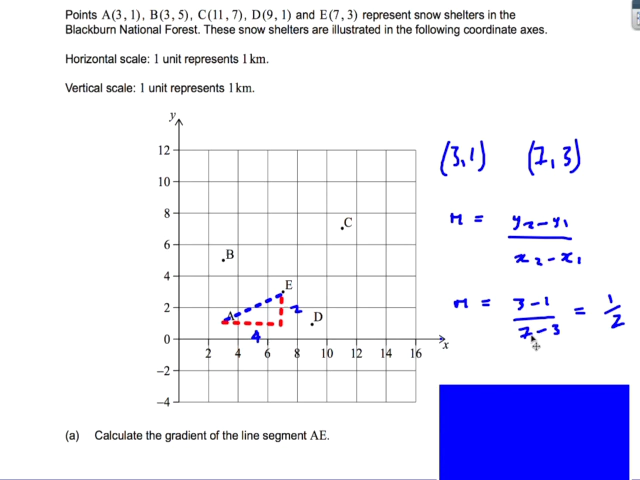 Points A(3, 1), B(3, 5), C(11, 7), D(9, 1) and E(7, 3) represent snow shelters in the
Blackburn National Forest. These snow shelters are illustrated in the following coordinate axes.
Horizontal scale: 1 unit represents 1 km.
Vertical scale: 1 unit represents 1 km.
y
12
10
8
6
4
2
0
−2
−4
2 4 6 8 10 12 14 16 x
C
B
E
A
D
2
4
(3,1) (7,3)
M = y2−y1 / x2−x1
M = 3−1 / 7−3 = 1/2
(a) Calculate the gradient of the line segment AE.